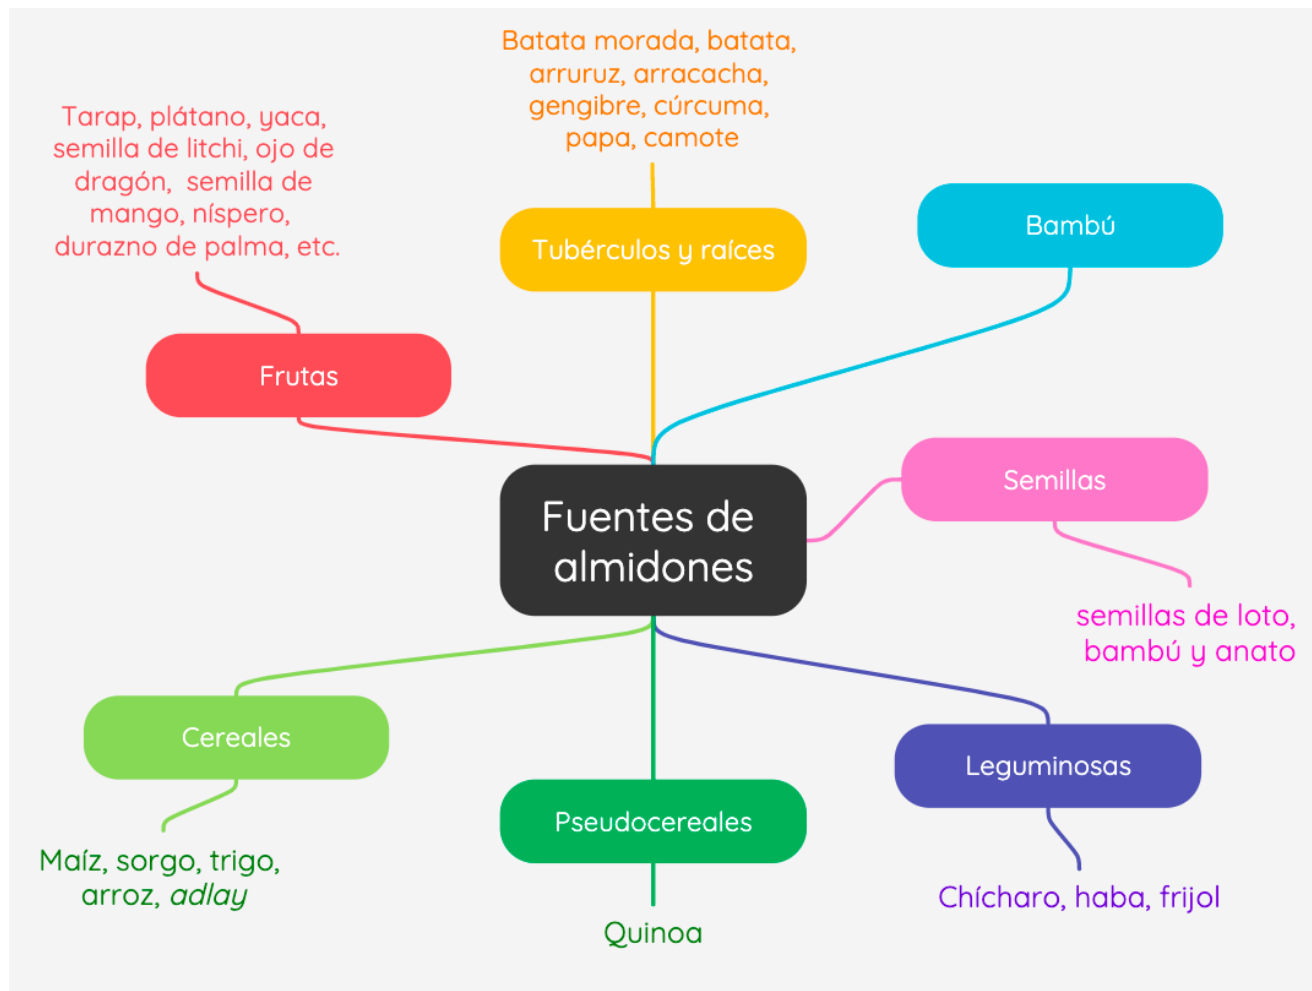 Batata morada, batata,
arruruz, arracacha,
gengibre, cúrcuma,
papa, camote
Tubérculos y raíces
Tarap, plátano, yaca,
semilla de litchi, ojo de
dragón, semilla de
mango, níspero,
durazno de palma, etc.
Frutas
Bambú
Fuentes de
almidones
Semillas
semillas de loto,
bambú y anato
Cereales
Maíz, sorgo, trigo,
arroz, adlay
Pseudocereales
Quinoa
Leguminosas
Chícharo, haba, frijol